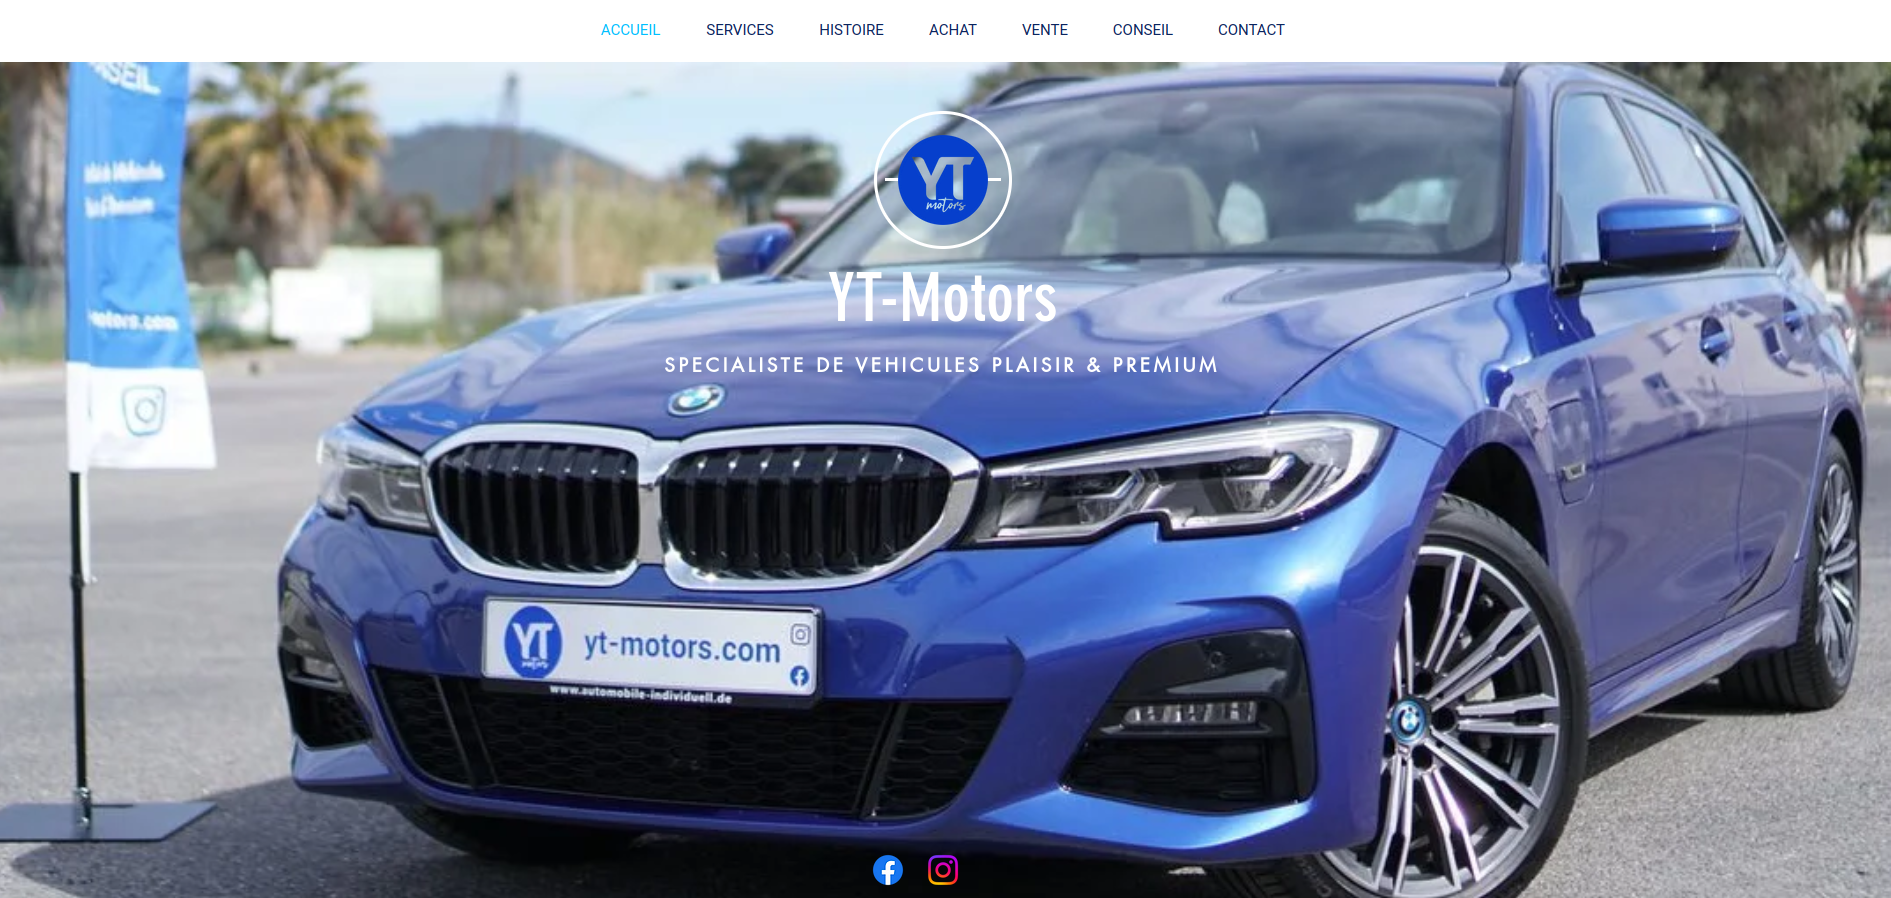 ACCUEIL SERVICES HISTOIRE ACHAT VENTE CONSEIL CONTACT
YT
motors
YT-Motors
SPECIALISTE DE VEHICULES PLAISIR & PREMIUM
YT
motors
yt-motors.com
www.automobile-individuell.de